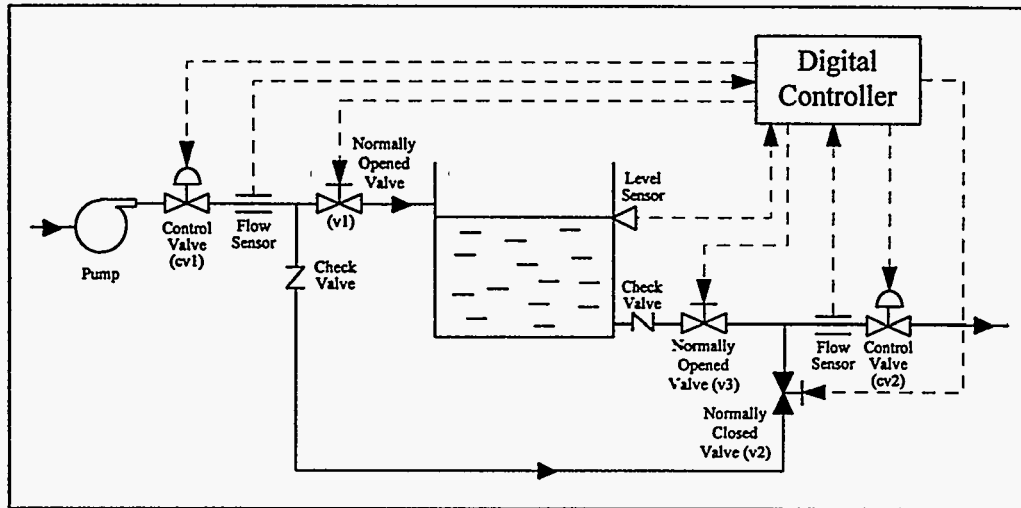 Digital
Controller
Normally
Opened
Valve
(v1)
Level
Sensor
Control
Valve
(cv1)
Flow
Sensor
Pump
Check
Valve
Check
Valve
Normally
Opened
Valve (v3)
Flow
Sensor
Control
Valve
(cv2)
Normally
Closed
Valve (v2)